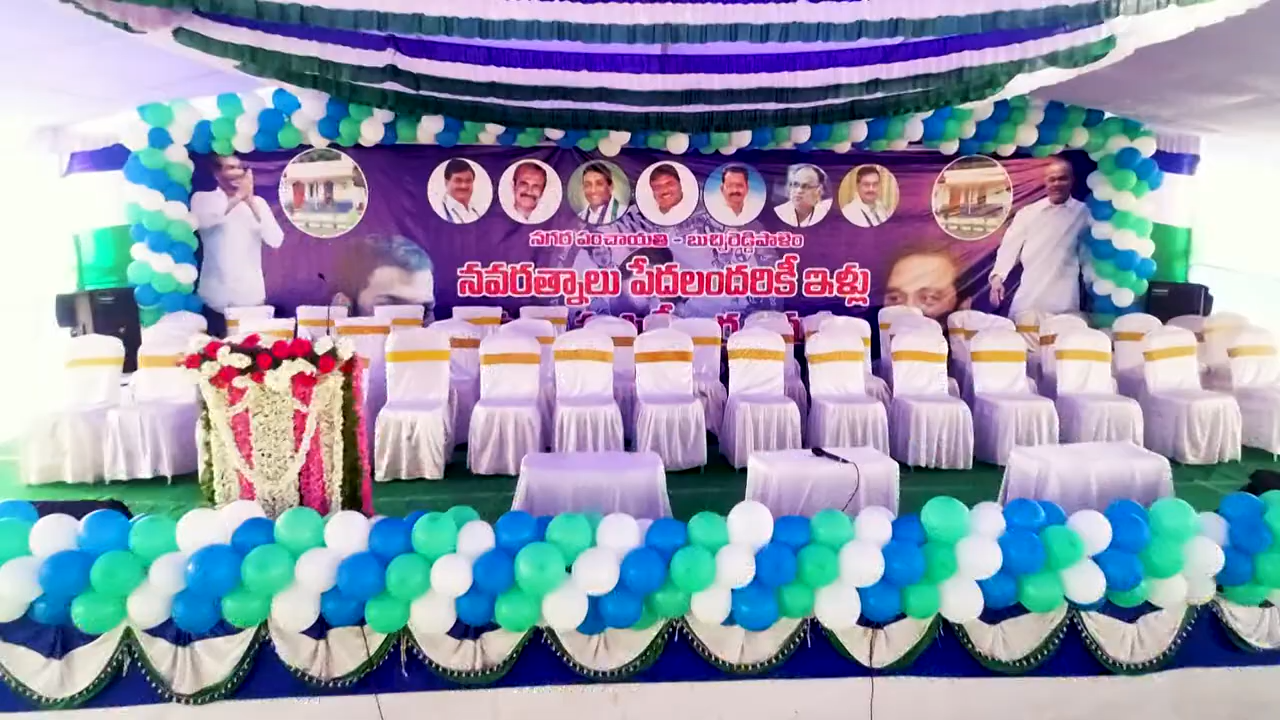 నగర పంచాయతి - బుచ్చిరెడ్డిపాళెం
నవరత్నాలు పేదలందరికీ ఇళ్లు